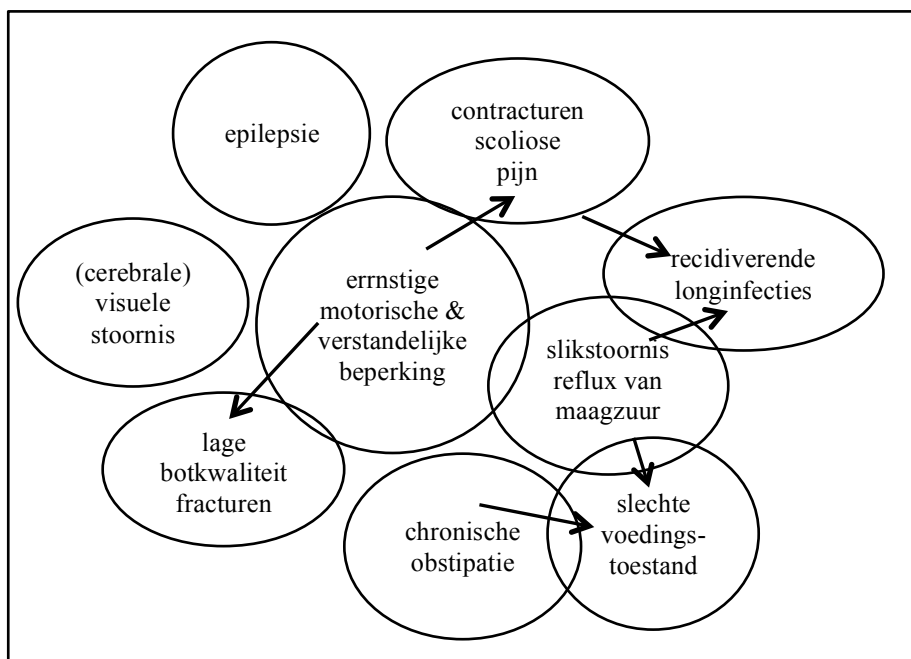 epilepsie
contracturen
scoliose
pijn
(cerebrale)
visuele
stoornis
errnstige
motorische &
verstandelijke
beperking
recidiverende
longinfecties
slikstoornis
reflux van
maagzuur
lage
botkwaliteit
fracturen
chronische
obstipatie
slechte
voedings-
toestand